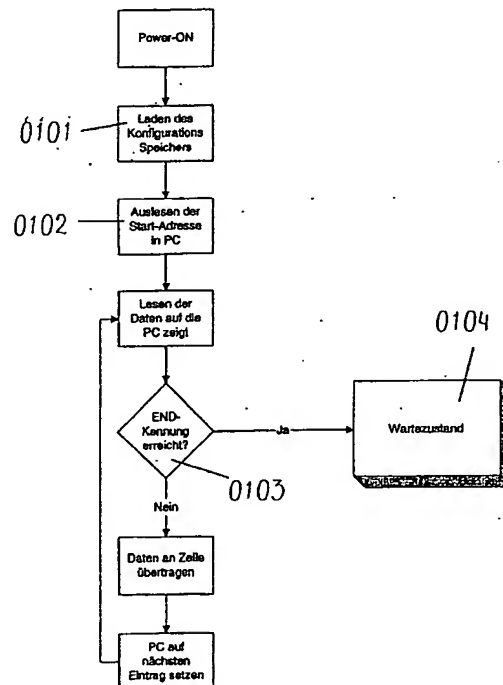 Power-ON
0101
Laden des
Konfigurations
Speichers
0102
Auslesen der
Start-Adresse
in PC
Lesen der
Daten auf die
PC zeigt
0104
END-
Kennung
erreicht?
Ja
Wartezustand
0103
Nein
Daten an Zelle
übertragen
PC auf
nächsten
Eintrag setzen